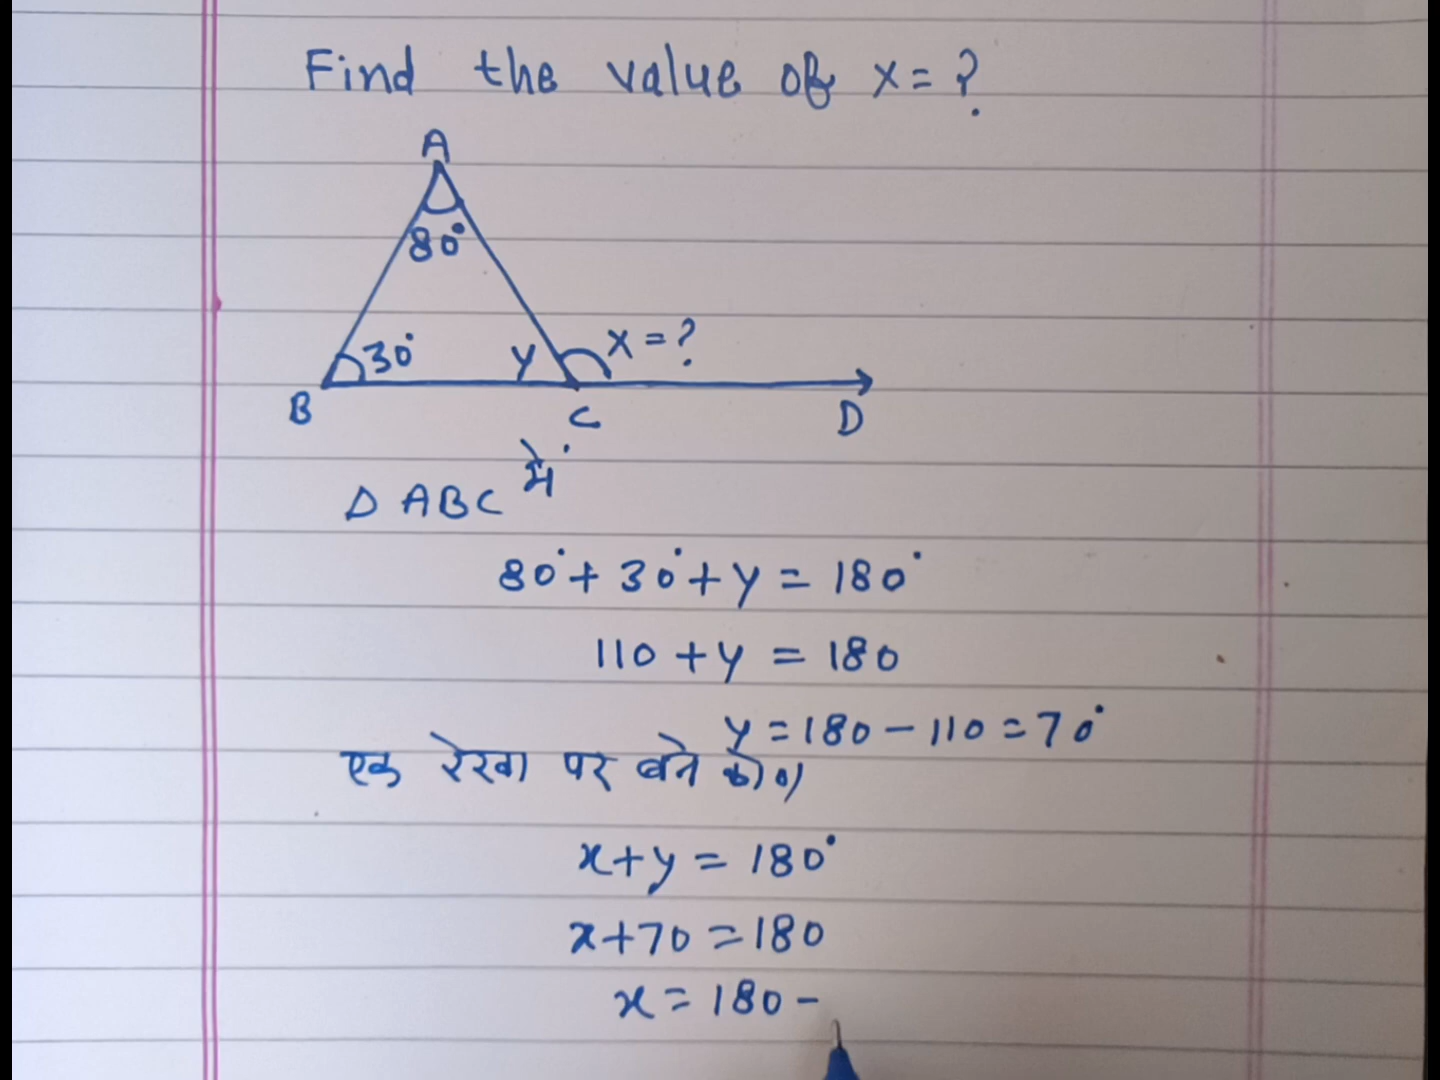 Find the value of x = ?
A
80°
30°
y
x = ?
B
C
D
Δ ABC में
80° + 30° + y = 180°
110 + y = 180
y = 180 - 110 = 70°
एक रेखा पर बने कोण
x + y = 180°
x + 70 = 180
x = 180 -